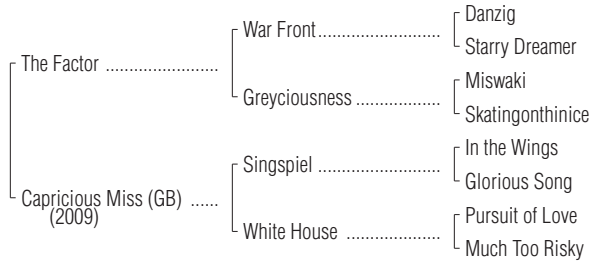 Danzig
War Front..............................
Starry Dreamer
The Factor ............................
Miswaki
Greyciousness .....................
Skatingonthinice
In the Wings
Singspiel ..............................
Glorious Song
Capricious Miss (GB) ......
(2009)
Pursuit of Love
White House .......................
Much Too Risky